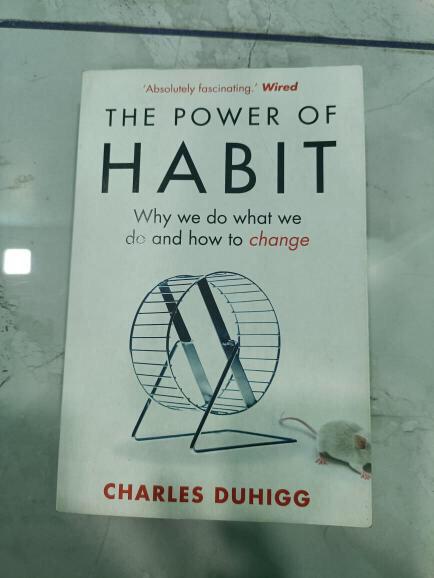 'Absolutely fascinating.' Wired
THE POWER OF
HABIT
Why we do what we
do and how to change
CHARLES DUHIGG